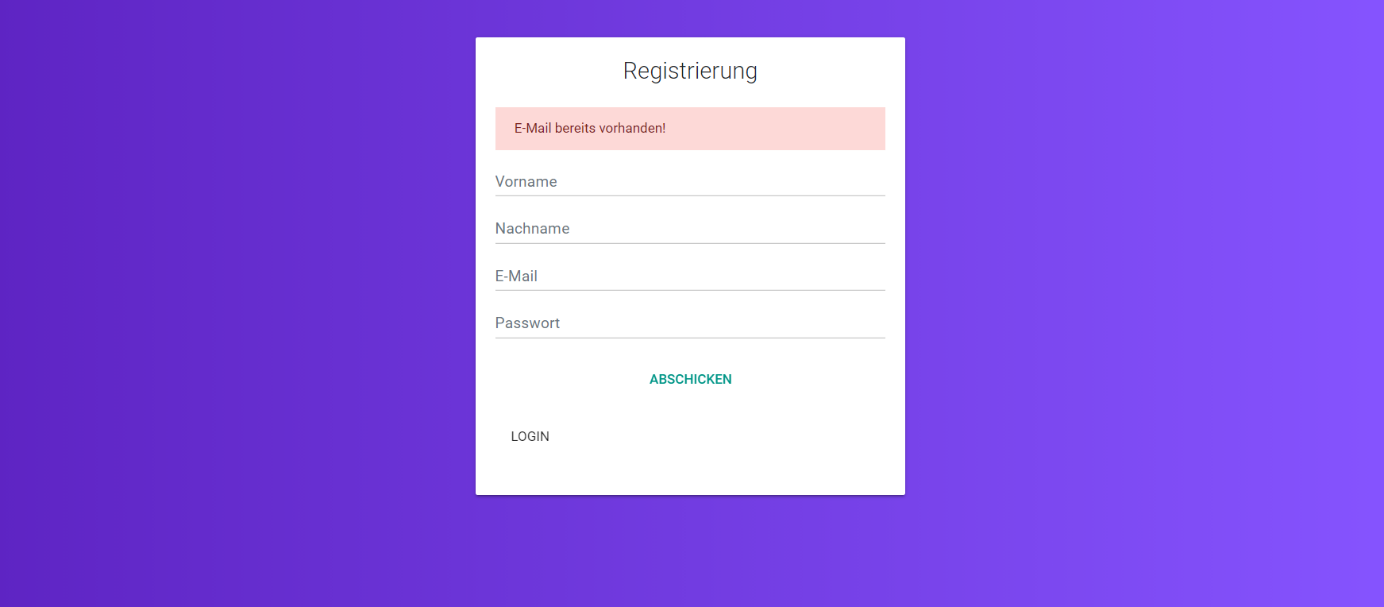 Registrierung
E-Mail bereits vorhanden!
Vorname
Nachname
E-Mail
Passwort
ABSCHICKEN
LOGIN